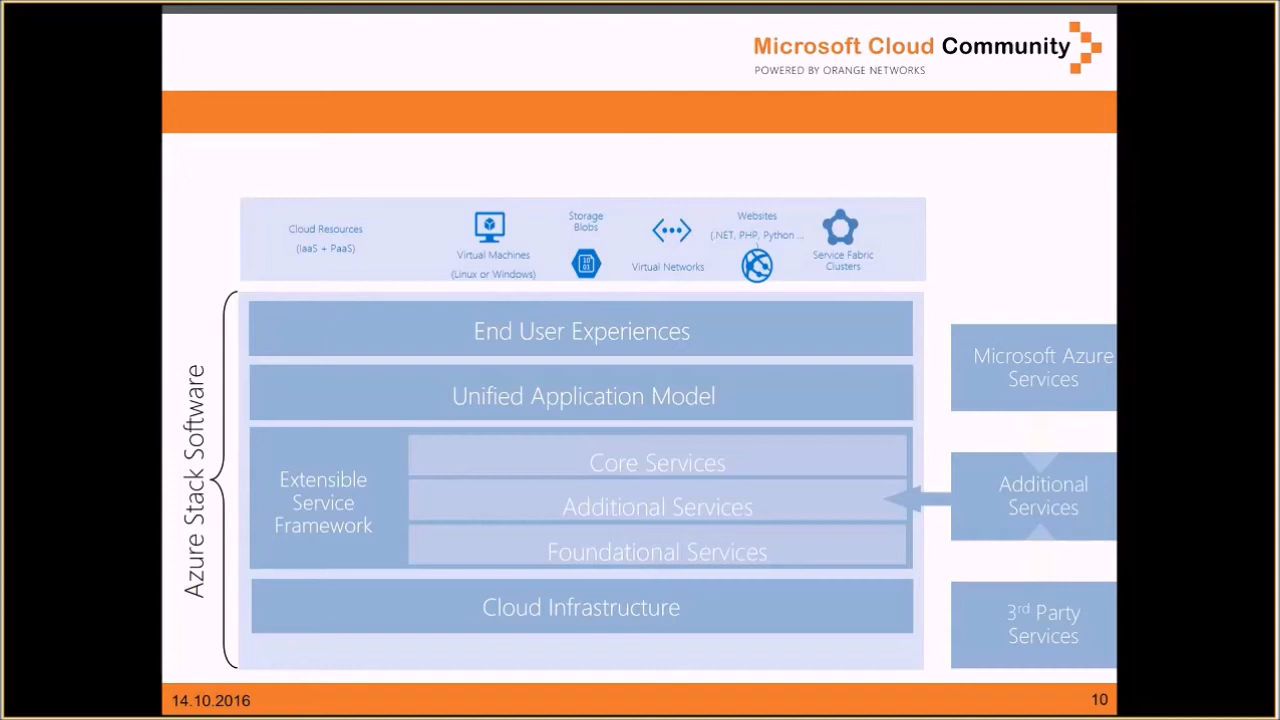 Microsoft Cloud Community
POWERED BY ORANGE NETWORKS
Cloud Resources
(IaaS + PaaS)
Virtual Machines
(Linux or Windows)
Storage
Blobs
10
01
Virtual Networks
Websites
(.NET, PHP, Python ...
)
Service Fabric
Clusters
Azure Stack Software
End User Experiences
Unified Application Model
Extensible
Service
Framework
Core Services
Additional Services
Foundational Services
Cloud Infrastructure
Microsoft Azure
Services
Additional
Services
3rd Party
Services
14.10.2016
10